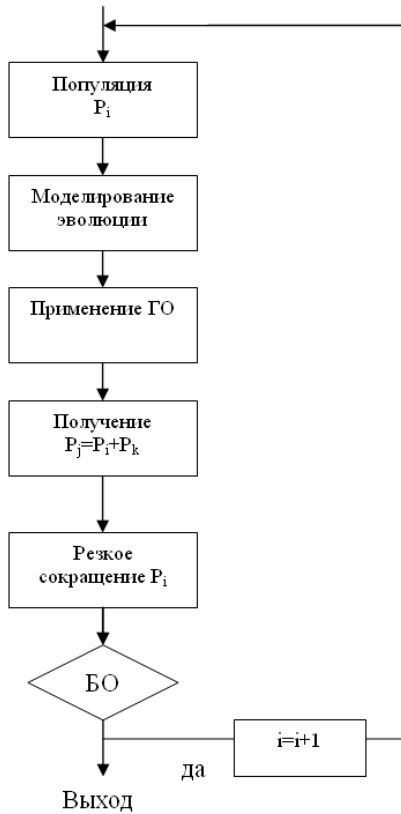 Популяция
Pᵢ
Моделирование
эволюции
Применение ГО
Получение
Pⱼ=Pᵢ+Pₖ
Резкое
сокращение Pᵢ
БО
i=i+1
да
Выход